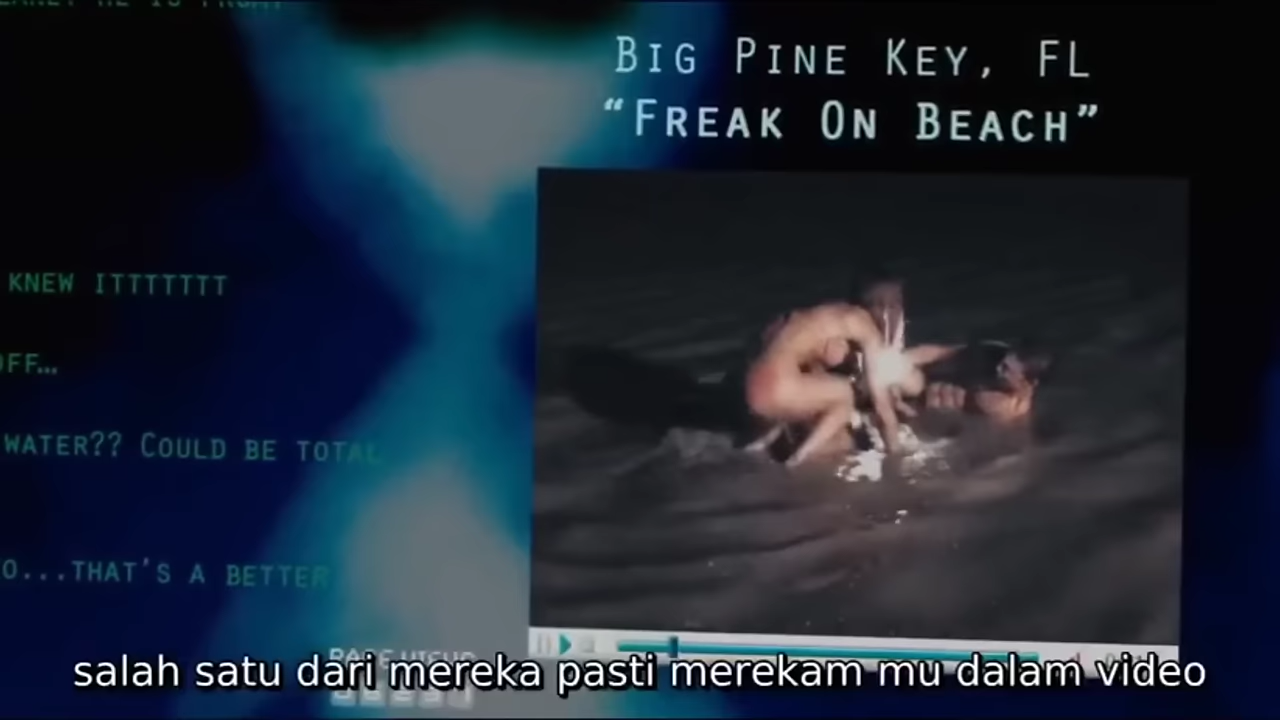 BIG PINE KEY, FL
“FREAK ON BEACH”
KNEW ITTTTTTT
OFF…
WATER?? COULD BE TOTAL
O...THAT'S A BETTER
salah satu dari mereka pasti merekam mu dalam video